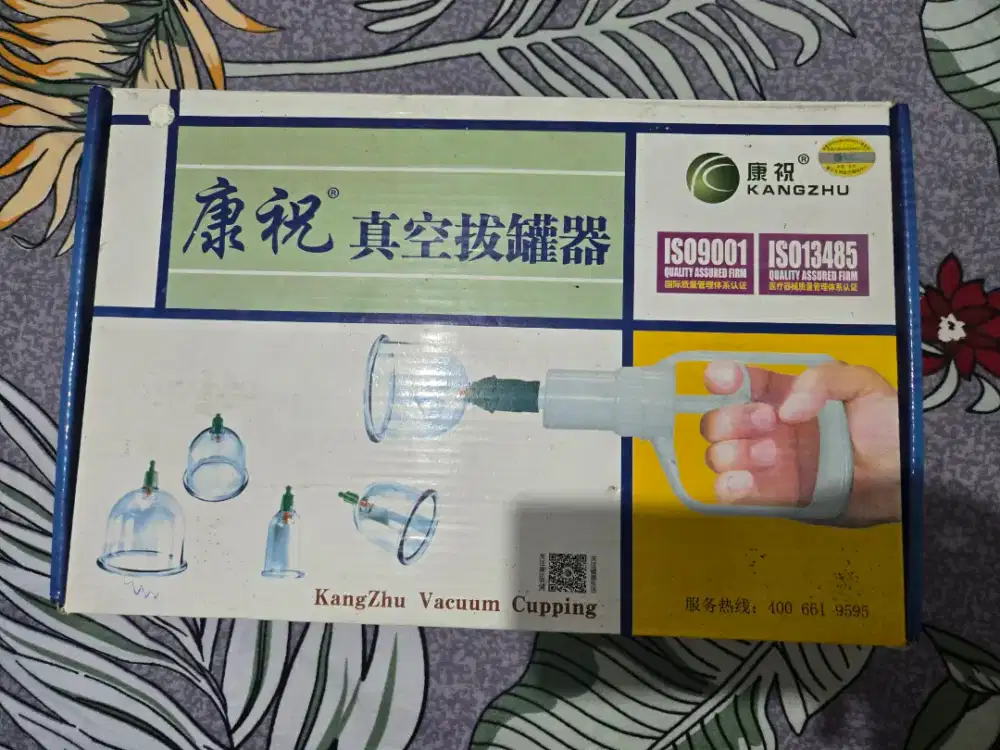 康祝®
真空拔罐器
康祝®
KANGZHU
ISO9001
QUALITY ASSURED FIRM
国际质量管理体系认证
ISO13485
QUALITY ASSURED FIRM
医疗器械质量管理体系认证
KangZhu Vacuum Cupping
服务热线：400 661 9595